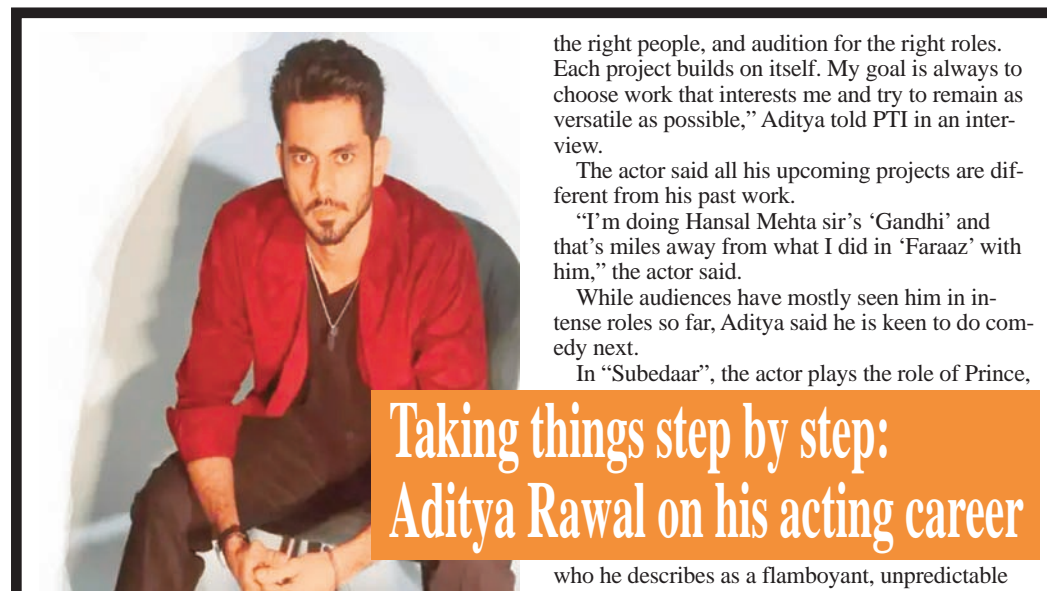 the right people, and audition for the right roles.
Each project builds on itself. My goal is always to
choose work that interests me and try to remain as
versatile as possible,” Aditya told PTI in an inter-
view.
The actor said all his upcoming projects are dif-
ferent from his past work.
“I’m doing Hansal Mehta sir’s ‘Gandhi’ and
that’s miles away from what I did in ‘Faraaz’ with
him,” the actor said.
While audiences have mostly seen him in in-
tense roles so far, Aditya said he is keen to do com-
edy next.
In “Subedaar”, the actor plays the role of Prince,
Taking things step by step:
Aditya Rawal on his acting career
who he describes as a flamboyant, unpredictable